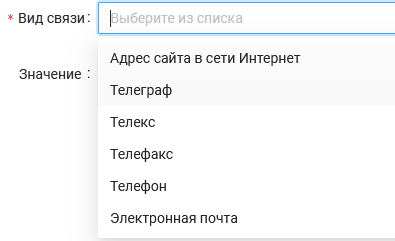 * Вид связи: Выберите из списка
Адрес сайта в сети Интернет
Значение :
Телеграф
Телекс
Телефакс
Телефон
Электронная почта